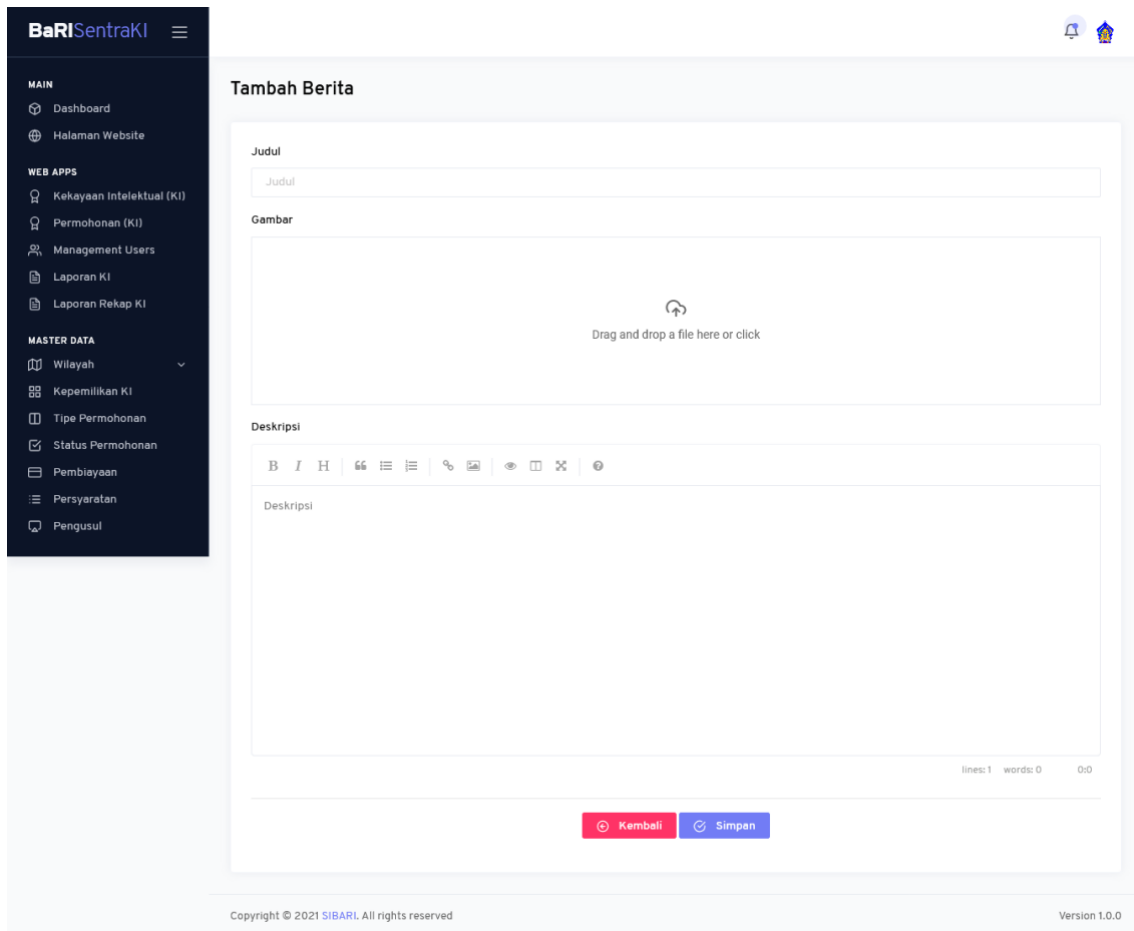 BaRISentraKI
MAIN
Dashboard
Halaman Website
WEB APPS
Kekayaan Intelektual (KI)
Permohonan (KI)
Management Users
Laporan KI
Laporan Rekap KI
MASTER DATA
Wilayah
Kepemilikan KI
Tipe Permohonan
Status Permohonan
Pembiayaan
Persyaratan
Pengusul
Tambah Berita
Judul
Judul
Gambar
Drag and drop a file here or click
Deskripsi
B I H
Deskripsi
lines: 1 words: 0 0:0
Kembali Simpan
Copyright © 2021 SIBARI. All rights reserved Version 1.0.0